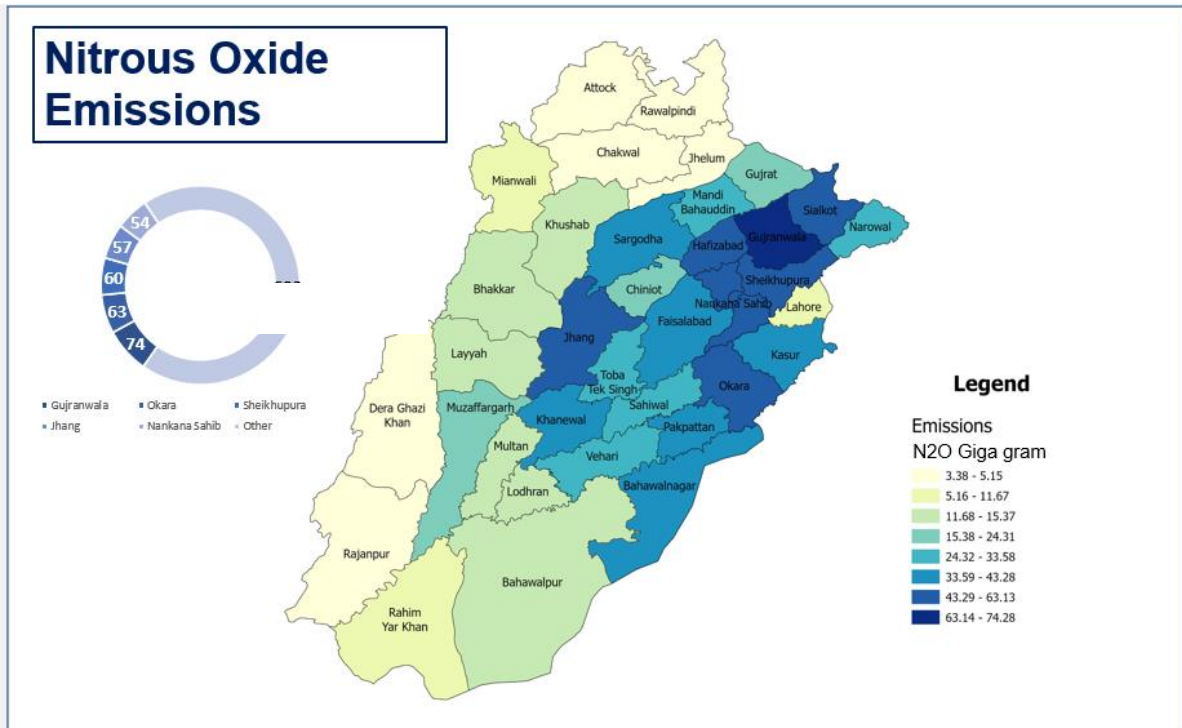 Nitrous Oxide
Emissions
54
57
60
63
74
Gujranwala
Okara
Sheikhupura
Jhang
Nankana Sahib
Other
Attock
Rawalpindi
Chakwal
Jhelum
Mianwali
Gujrat
Mandi
Bahauddin
Khushab
Sialkot
Narowal
Sargodha
Hafizabad
Gujranwala
Bhakkar
Chiniot
Sheikhupura
Nankana Sahib
Lahore
Faisalabad
Jhang
Layyah
Kasur
Toba
Tek Singh
Okara
Dera Ghazi
Khan
Muzaffargarh
Khanewal
Sahiwal
Pakpattan
Multan
Vehari
Lodhran
Bahawalnagar
Rajanpur
Bahawalpur
Rahim
Yar Khan
Legend
Emissions
N2O Giga gram
3.38 - 5.15
5.16 - 11.67
11.68 - 15.37
15.38 - 24.31
24.32 - 33.58
33.59 - 43.28
43.29 - 63.13
63.14 - 74.28